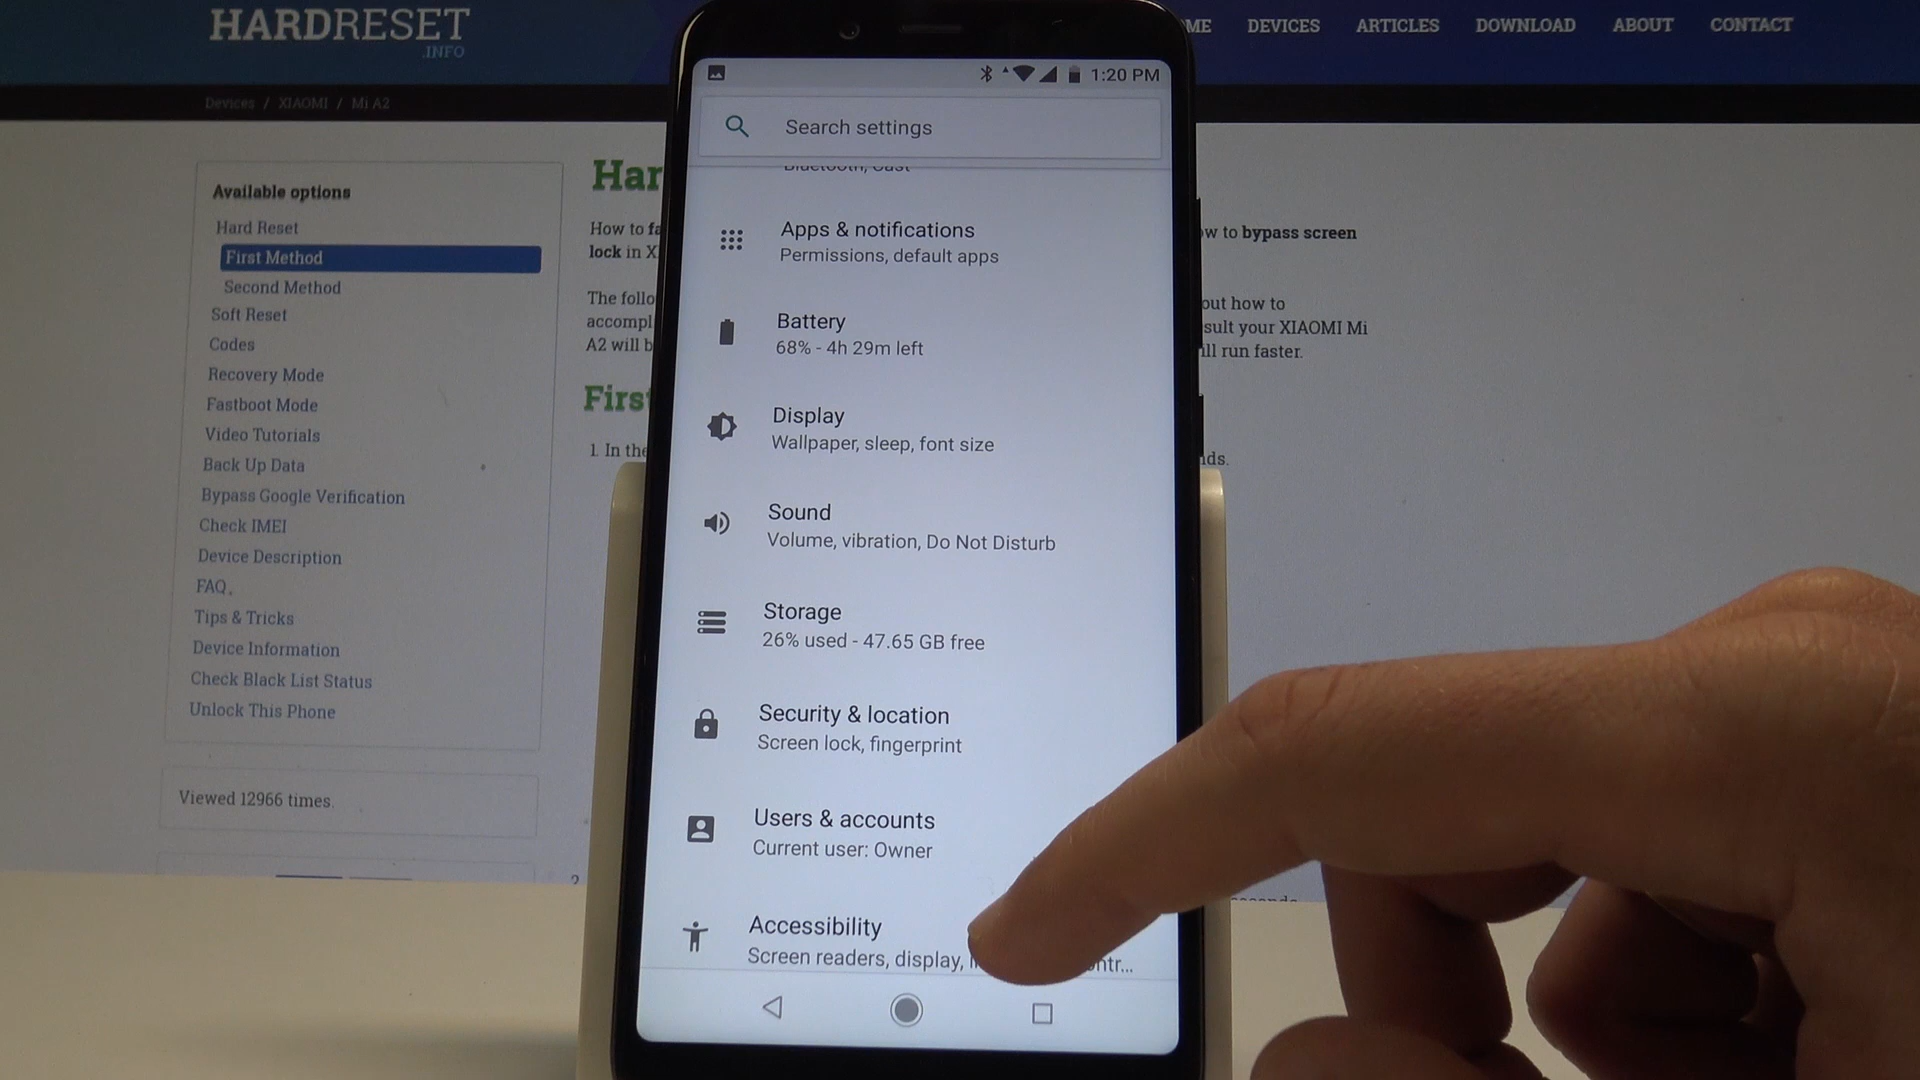 HARDRESET
.INFO
ME DEVICES ARTICLES DOWNLOAD ABOUT CONTACT
Devices / XIAOMI / Mi A2
Available options
Hard Reset
First Method
Second Method
Soft Reset
Codes
Recovery Mode
Fastboot Mode
Video Tutorials
Back Up Data
Bypass Google Verification
Check IMEI
Device Description
FAQ
Tips & Tricks
Device Information
Check Black List Status
Unlock This Phone
Viewed 12966 times.
Har
How to fa
lock in X
The follo
accompl
A2 will b
First
1. In the
w to bypass screen
out how to
sult your XIAOMI Mi
ill run faster.
nds.
1:20 PM
Search settings
Bluetooth, Cast
Apps & notifications
Permissions, default apps
Battery
68% - 4h 29m left
Display
Wallpaper, sleep, font size
Sound
Volume, vibration, Do Not Disturb
Storage
26% used - 47.65 GB free
Security & location
Screen lock, fingerprint
Users & accounts
Current user: Owner
Accessibility
Screen readers, display, ntr...